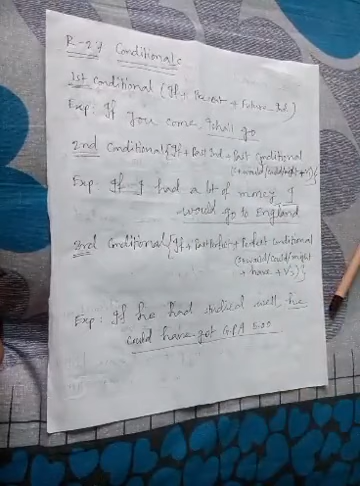 R-24 Conditionals
1st Conditional (If + Present + Future Ind.)
Exp: If you come, I shall go
2nd Conditional {If + Past Ind + Past Conditional
(S+would/could/might + V1)}
Exp: If I had a lot of money I
would go to England
3rd Conditional {If + Past Perfect + Perfect Conditional
(S+would/could/might
+ have + V3)}
Exp: If he had studied well, he
could have got GPA 5.00